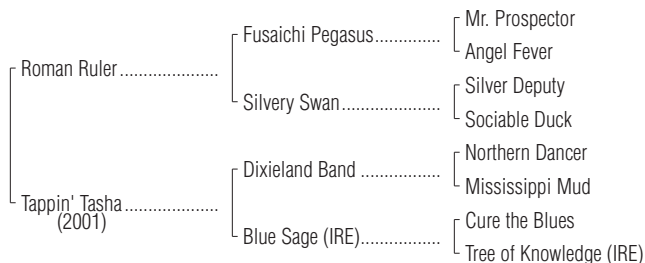 Roman Ruler......................
Tappin' Tasha.....................
(2001)
Fusaichi Pegasus..............
Silvery Swan.....................
Dixieland Band .................
Blue Sage (IRE).................
Mr. Prospector
Angel Fever
Silver Deputy
Sociable Duck
Northern Dancer
Mississippi Mud
Cure the Blues
Tree of Knowledge (IRE)